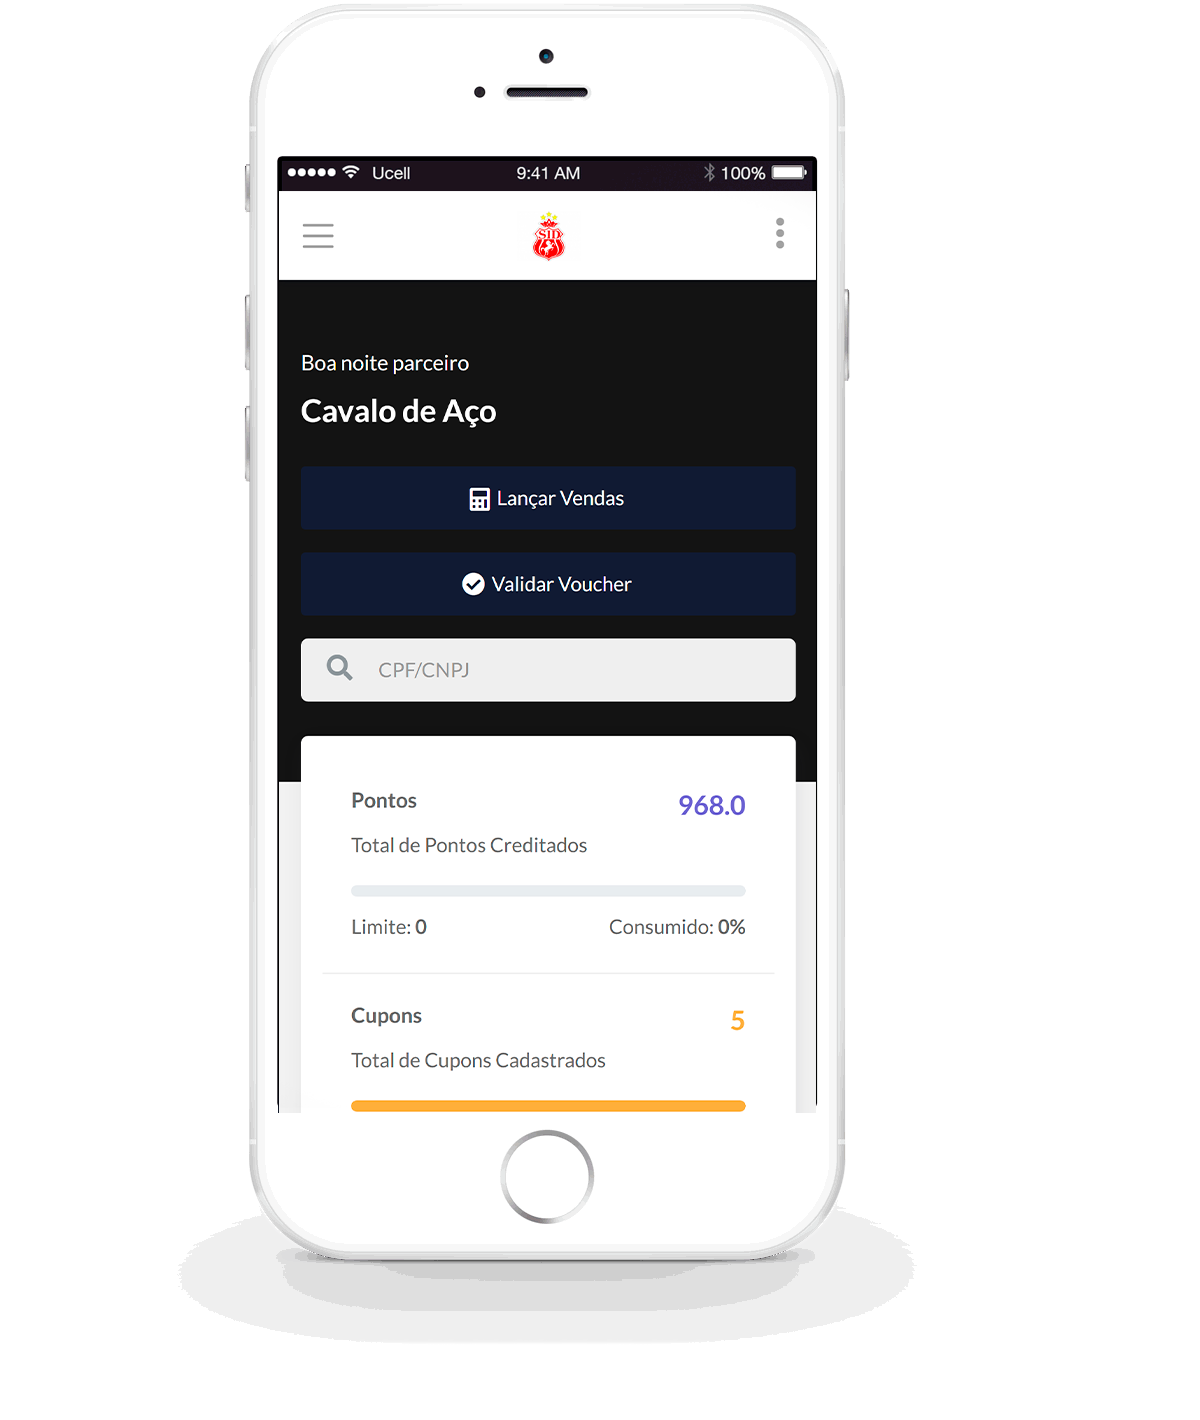 Ucell 9:41 AM 100%
SID
Boa noite parceiro
Cavalo de Aço
Lançar Vendas
Validar Voucher
CPF/CNPJ
Pontos 968.0
Total de Pontos Creditados
Limite: 0 Consumido: 0%
Cupons 5
Total de Cupons Cadastrados